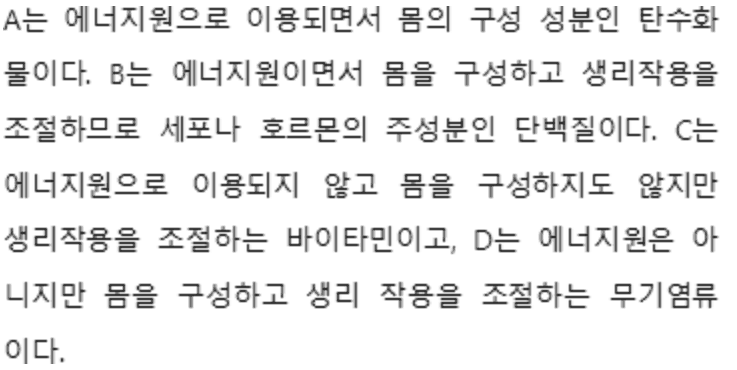 A는 에너지원으로 이용되면서 몸의 구성 성분인 탄수화
물이다. B는 에너지원이면서 몸을 구성하고 생리작용을
조절하므로 세포나 호르몬의 주성분인 단백질이다. C는
에너지원으로 이용되지 않고 몸을 구성하지도 않지만
생리작용을 조절하는 바이타민이고, D는 에너지원은 아
니지만 몸을 구성하고 생리 작용을 조절하는 무기염류
이다.